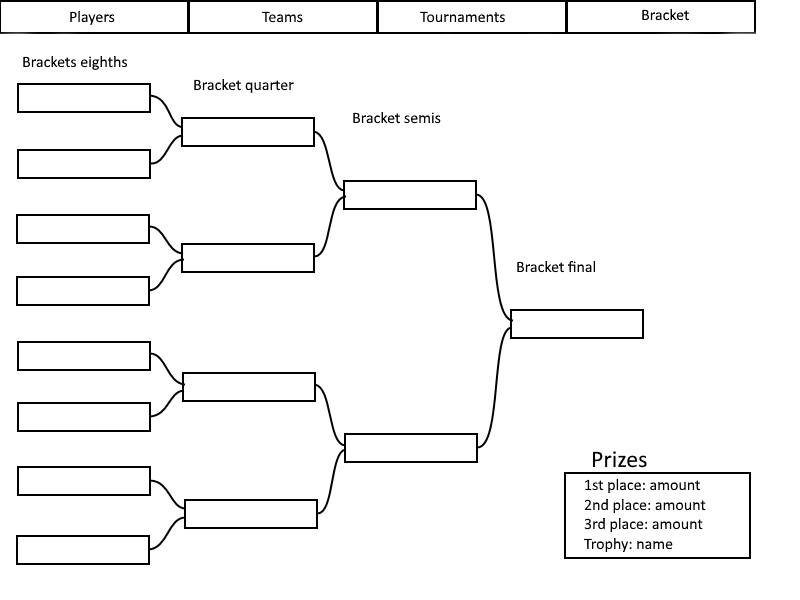 Players
Teams
Tournaments
Bracket
Brackets eighths
Bracket quarter
Bracket semis
Bracket final
Prizes
1st place: amount
2nd place: amount
3rd place: amount
Trophy: name